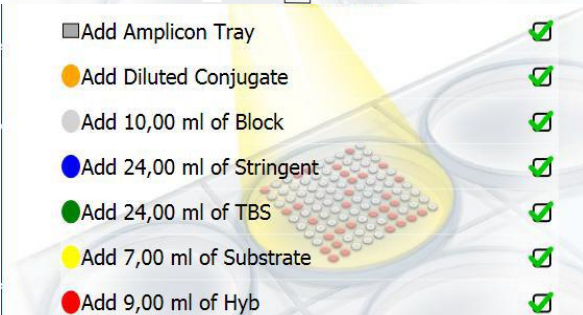 Add Amplicon Tray
Add Diluted Conjugate
Add 10,00 ml of Block
Add 24,00 ml of Stringent
Add 24,00 ml of TBS
Add 7,00 ml of Substrate
Add 9,00 ml of Hyb